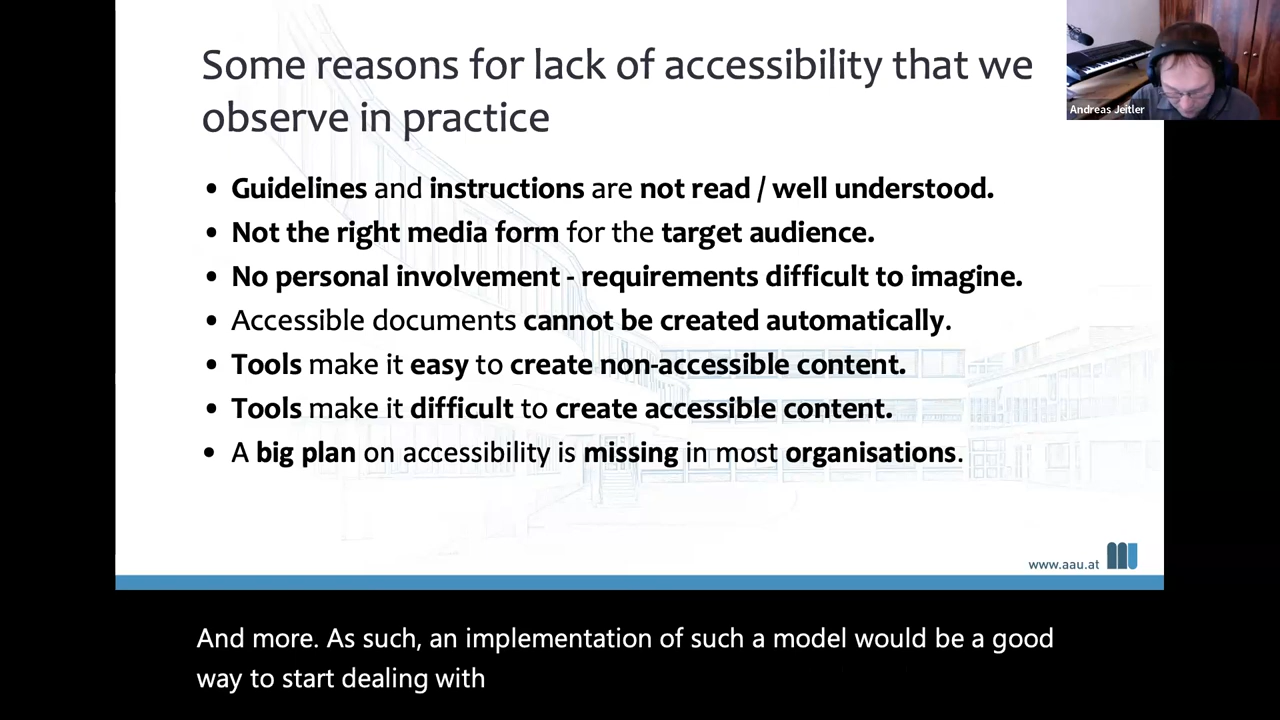 Some reasons for lack of accessibility that we
observe in practice
Andreas Jeitler
• Guidelines and instructions are not read / well understood.
• Not the right media form for the target audience.
• No personal involvement - requirements difficult to imagine.
• Accessible documents cannot be created automatically.
• Tools make it easy to create non-accessible content.
• Tools make it difficult to create accessible content.
• A big plan on accessibility is missing in most organisations.
www.aau.at
And more. As such, an implementation of such a model would be a good
way to start dealing with